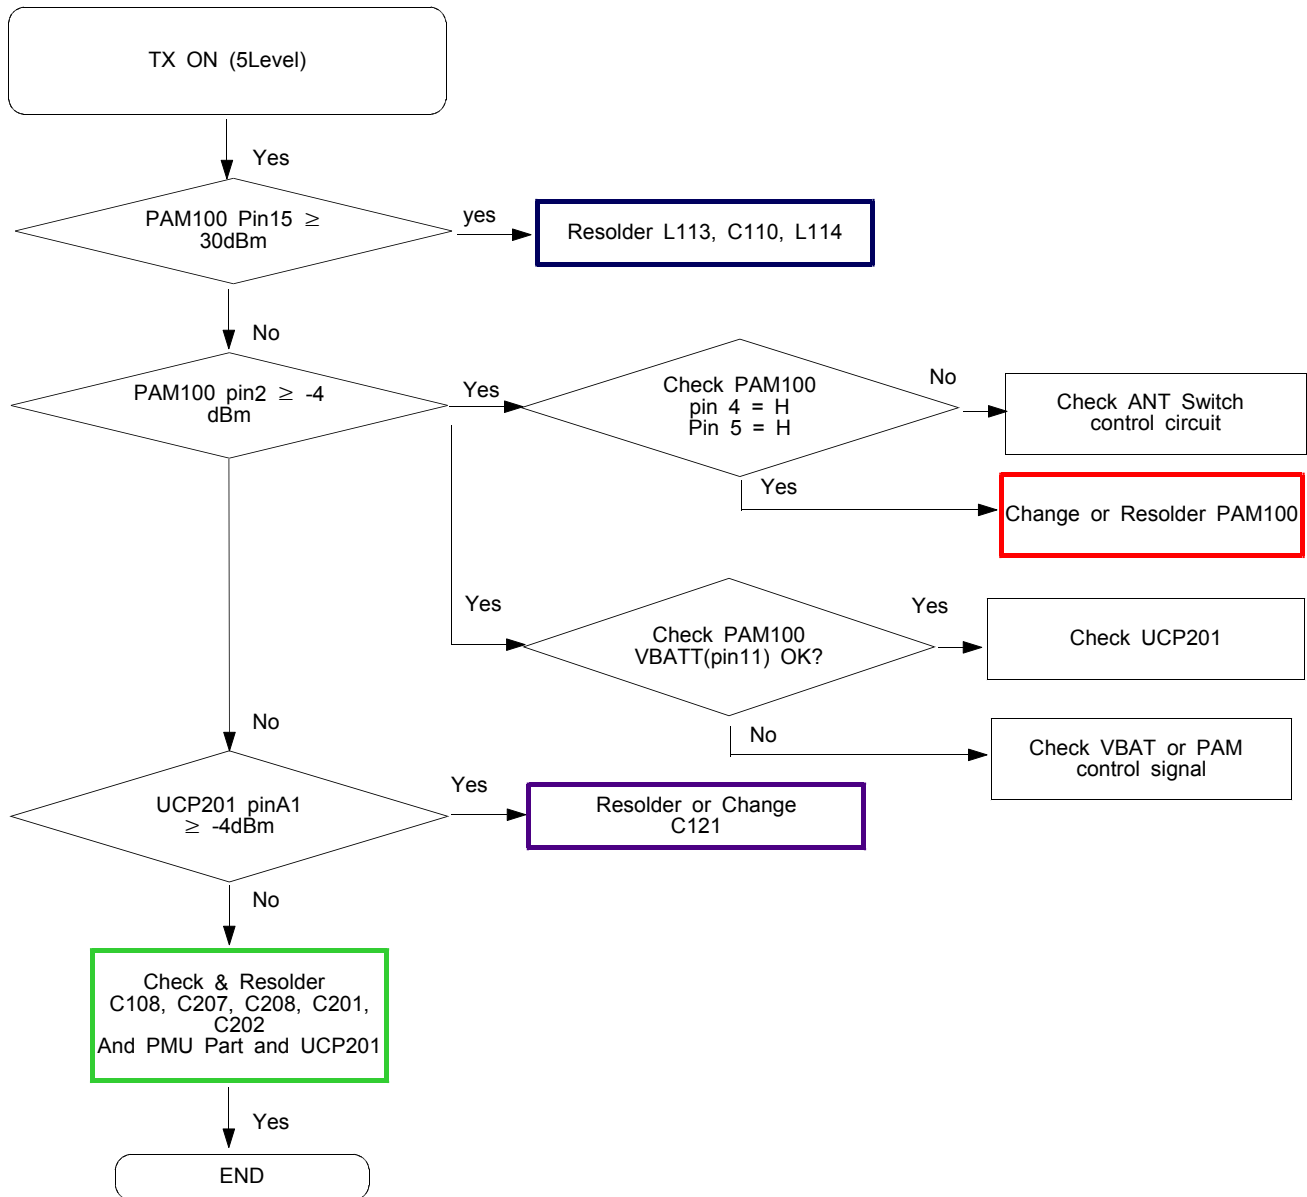 TX ON (5Level)
Yes
PAM100 Pin15 ≥
30dBm
yes
Resolder L113, C110, L114
No
PAM100 pin2 ≥ -4
dBm
Yes
Check PAM100
pin 4 = H
Pin 5 = H
No
Check ANT Switch
control circuit
Yes
Change or Resolder PAM100
Yes
Check PAM100
VBATT(pin11) OK?
Yes
Check UCP201
No
Check VBAT or PAM
control signal
No
UCP201 pinA1
≥ -4dBm
Yes
Resolder or Change
C121
No
Check & Resolder
C108, C207, C208, C201,
C202
And PMU Part and UCP201
Yes
END